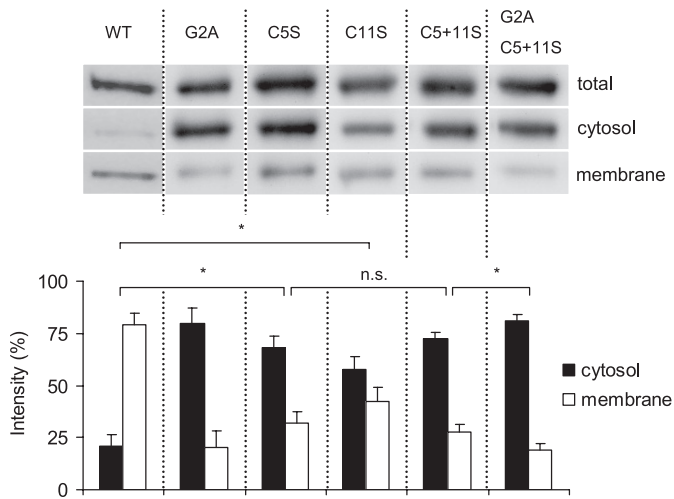 WT G2A C5S C11S C5+11S G2A
C5+11S
total
cytosol
membrane
*
* n.s. *
100
75
50
25
0
Intensity (%)
cytosol
membrane